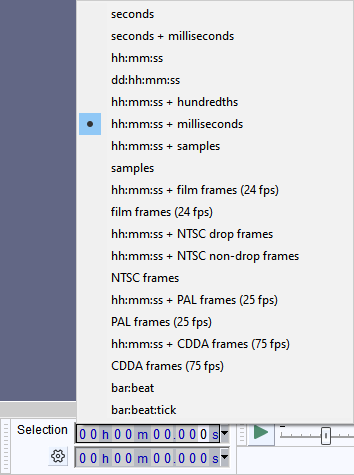 seconds
seconds + milliseconds
hh:mm:ss
dd:hh:mm:ss
hh:mm:ss + hundredths
hh:mm:ss + milliseconds
hh:mm:ss + samples
samples
hh:mm:ss + film frames (24 fps)
film frames (24 fps)
hh:mm:ss + NTSC drop frames
hh:mm:ss + NTSC non-drop frames
NTSC frames
hh:mm:ss + PAL frames (25 fps)
PAL frames (25 fps)
hh:mm:ss + CDDA frames (75 fps)
CDDA frames (75 fps)
bar:beat
bar:beat:tick
Selection 00h00m00.000s
00h00m00.000s